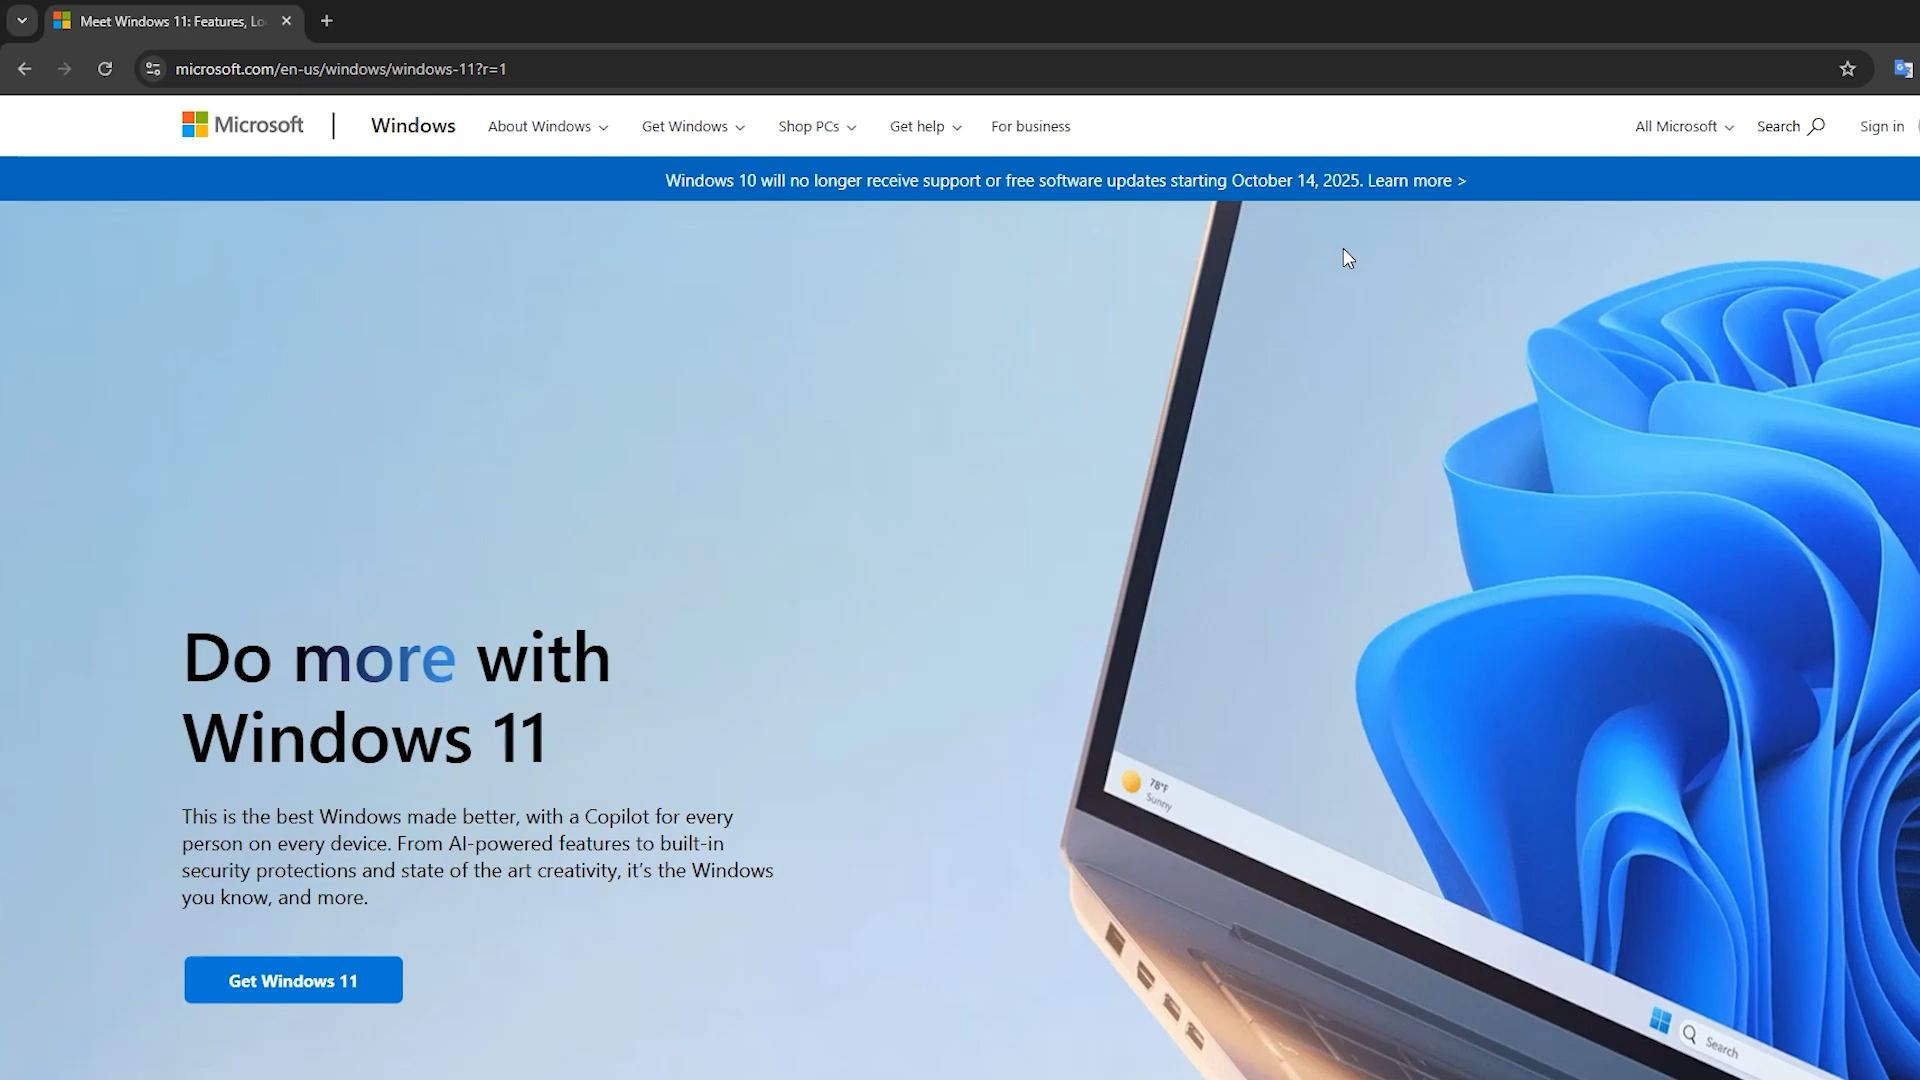 Meet Windows 11: Features, Lo
microsoft.com/en-us/windows/windows-11?r=1
Microsoft
Windows
About Windows
Get Windows
Shop PCs
Get help
For business
All Microsoft
Search
Sign in
Windows 10 will no longer receive support or free software updates starting October 14, 2025. Learn more >
Do more with
Windows 11
This is the best Windows made better, with a Copilot for every
person on every device. From AI-powered features to built-in
security protections and state of the art creativity, it’s the Windows
you know, and more.
Get Windows 11
78°F
Sunny
Search